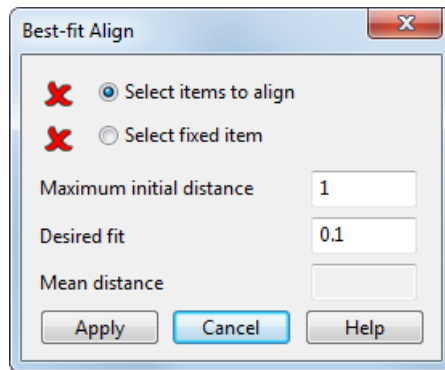 Best-fit Align
Select items to align
Select fixed item
Maximum initial distance 1
Desired fit 0.1
Mean distance
Apply Cancel Help